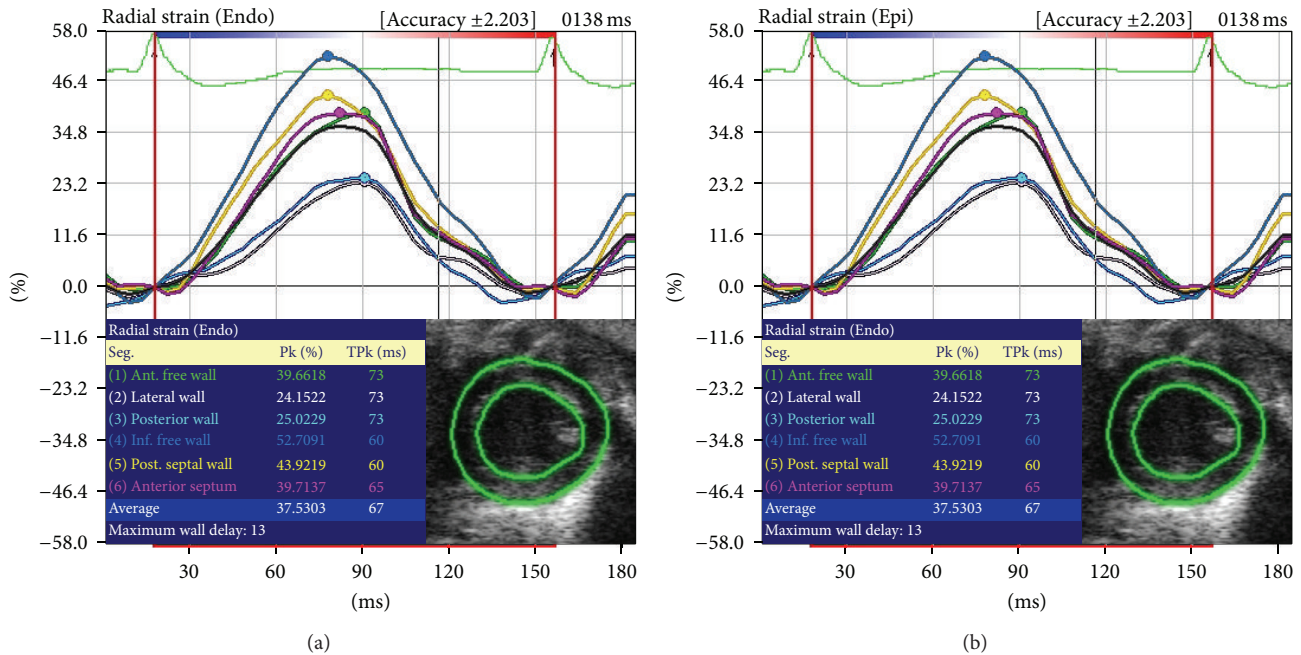 Radial strain (Endo) [Accuracy ±2.203] 0138 ms
58.0
46.4
34.8
23.2
11.6
0.0
−11.6
−23.2
−34.8
−46.4
−58.0
(%)
Radial strain (Endo)
Seg. Pk (%) TPk (ms)
(1) Ant. free wall 39.6618 73
(2) Lateral wall 24.1522 73
(3) Posterior wall 25.0229 73
(4) Inf. free wall 52.7091 60
(5) Post. septal wall 43.9219 60
(6) Anterior septum 39.7137 65
Average 37.5303 67
Maximum wall delay: 13
30 60 90 120 150 180
(ms)
(a)
Radial strain (Epi) [Accuracy ±2.203] 0138 ms
58.0
46.4
34.8
23.2
11.6
0.0
−11.6
−23.2
−34.8
−46.4
−58.0
(%)
Radial strain (Endo)
Seg. Pk (%) TPk (ms)
(1) Ant. free wall 39.6618 73
(2) Lateral wall 24.1522 73
(3) Posterior wall 25.0229 73
(4) Inf. free wall 52.7091 60
(5) Post. septal wall 43.9219 60
(6) Anterior septum 39.7137 65
Average 37.5303 67
Maximum wall delay: 13
30 60 90 120 150 180
(ms)
(b)